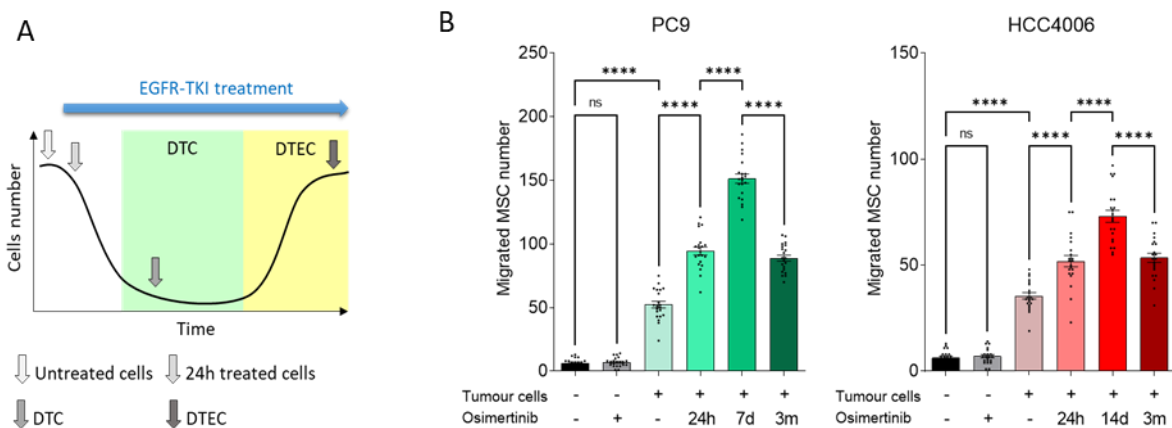 A
EGFR-TKI treatment
DTC
DTEC
Cells number
Time
Untreated cells
24h treated cells
DTC
DTEC
B
PC9
Migrated MSC number
250
200
150
100
50
0
ns
**** **** **** ****
Tumour cells - - + + + +
Osimertinib - + - 24h 7d 3m
HCC4006
Migrated MSC number
150
100
50
0
ns
**** **** **** ****
Tumour cells - - + + + +
Osimertinib - + - 24h 14d 3m